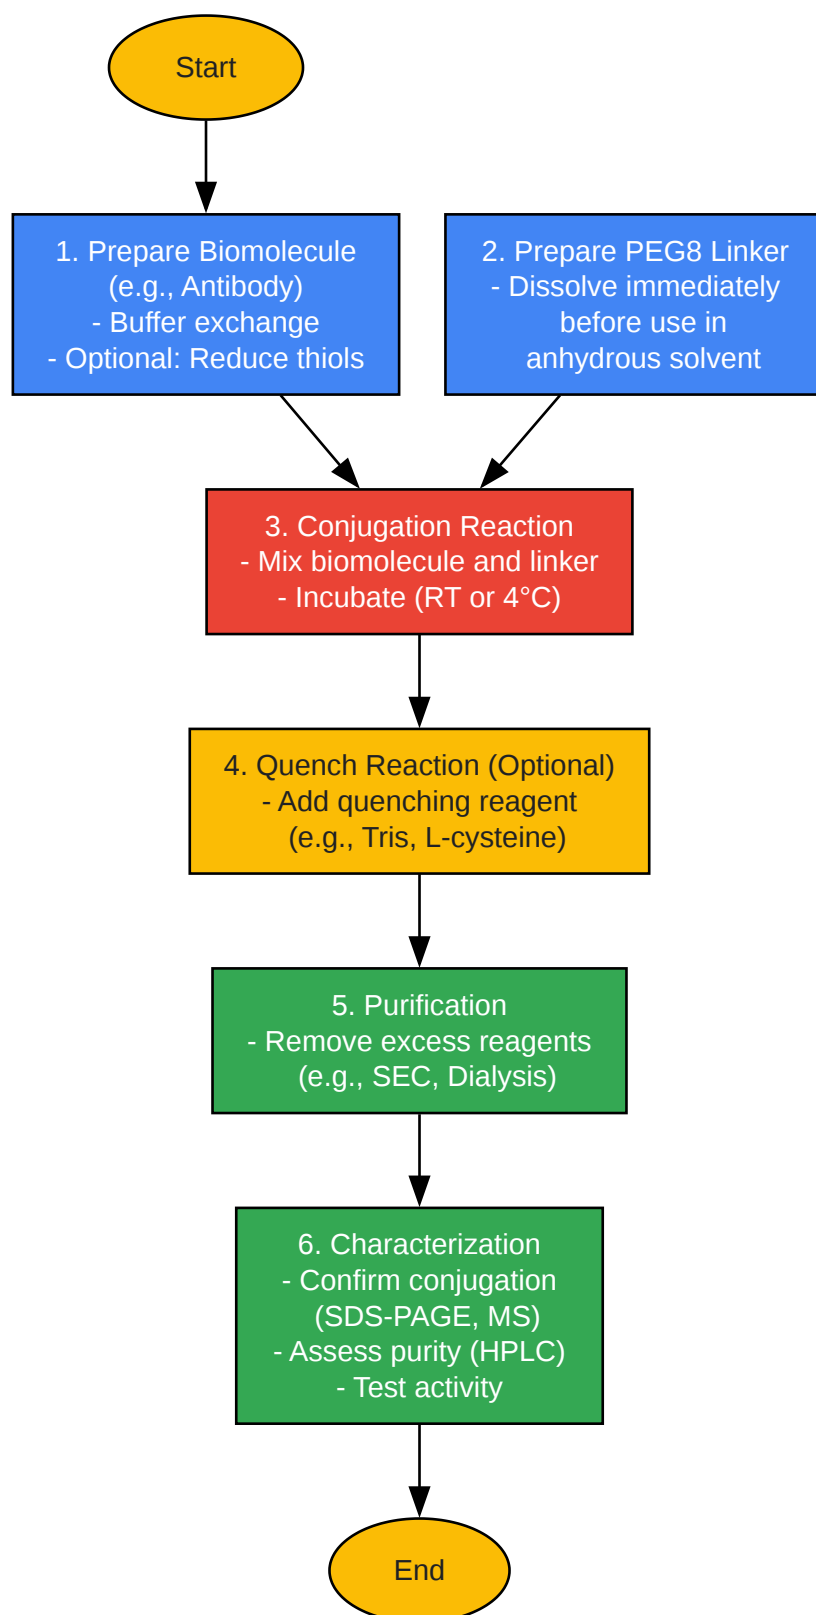 Start
1. Prepare Biomolecule
(e.g., Antibody)
- Buffer exchange
- Optional: Reduce thiols
2. Prepare PEG8 Linker
- Dissolve immediately
before use in
anhydrous solvent
3. Conjugation Reaction
- Mix biomolecule and linker
- Incubate (RT or 4°C)
4. Quench Reaction (Optional)
- Add quenching reagent
(e.g., Tris, L-cysteine)
5. Purification
- Remove excess reagents
(e.g., SEC, Dialysis)
6. Characterization
- Confirm conjugation
(SDS-PAGE, MS)
- Assess purity (HPLC)
- Test activity
End